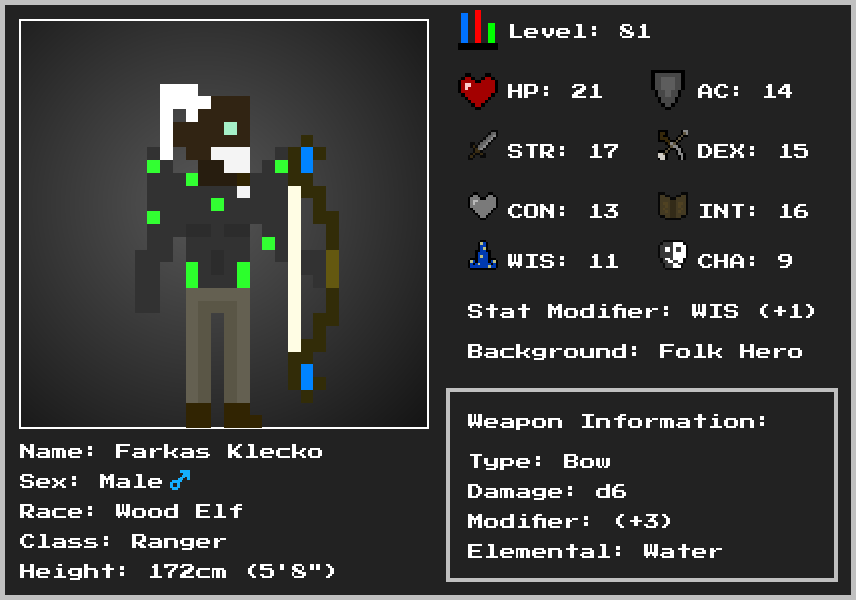 Level: 81
HP: 21
AC: 14
STR: 17
DEX: 15
CON: 13
INT: 16
WIS: 11
CHA: 9
Stat Modifier: WIS (+1)
Background: Folk Hero
Weapon Information:
Type: Bow
Damage: d6
Modifier: (+3)
Elemental: Water
Name: Farkas Klecko
Sex: Male♂
Race: Wood Elf
Class: Ranger
Height: 172cm (5'8")